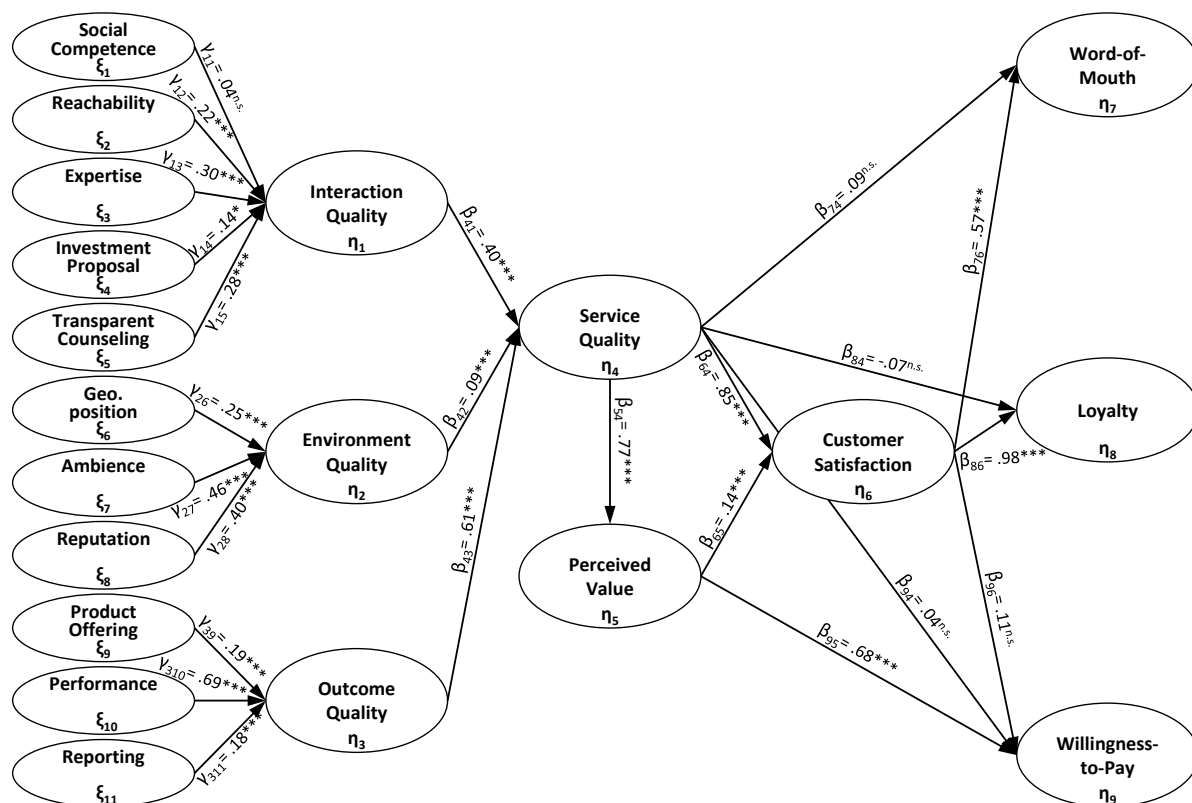 Social
Competence
ξ1
Reachability
ξ2
Expertise
ξ3
Investment
Proposal
ξ4
Transparent
Counseling
ξ5
Geo.
position
ξ6
Ambience
ξ7
Reputation
ξ8
Product
Offering
ξ9
Performance
ξ10
Reporting
ξ11
γ11= .04n.s.
γ12= .22***
γ13= .30***
γ14= .14*
γ15= .28***
γ26= .25***
γ27= .46***
γ28= .40***
γ39= .19***
γ310= .69***
γ311= .18***
Interaction
Quality
η1
Environment
Quality
η2
Outcome
Quality
η3
β41= .40***
β42= .09***
β43= .61***
Service
Quality
η4
β54= .77***
Perceived
Value
η5
β64= .85***
β65= .14***
Customer
Satisfaction
η6
β74= .09n.s.
β76= .57***
β84= -.07n.s.
β86= .98***
β94= .04n.s.
β95= .68***
β96= .11n.s.
Word-of-
Mouth
η7
Loyalty
η8
Willingness-
to-Pay
η9